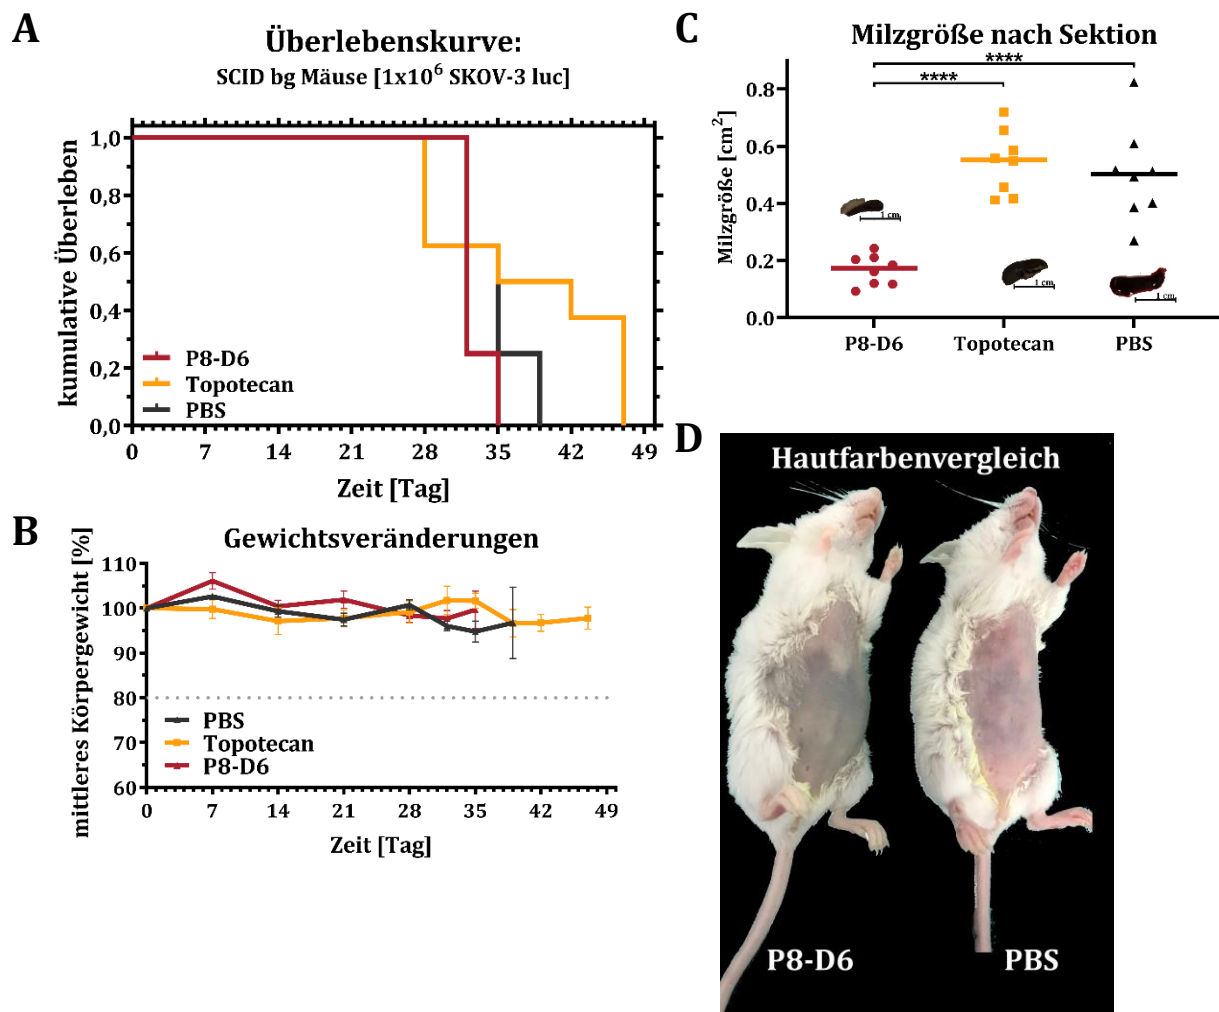 A
Überlebenskurve:
SCID bg Mäuse [1x10⁶ SKOV-3 luc]
kumulative Überleben
1,0
0,8
0,6
0,4
0,2
0,0
P8-D6
Topotecan
PBS
0 7 14 21 28 35 42 49
Zeit [Tag]
B
Gewichtsveränderungen
mittleres Körpergewicht [%]
110
100
90
80
70
60
PBS
Topotecan
P8-D6
0 7 14 21 28 35 42 49
Zeit [Tag]
C
Milzgröße nach Sektion
****
****
Milzgröße [cm²]
0.8
0.6
0.4
0.2
0.0
1 cm
1 cm
1 cm
P8-D6 Topotecan PBS
D
Hautfarbenvergleich
P8-D6 PBS